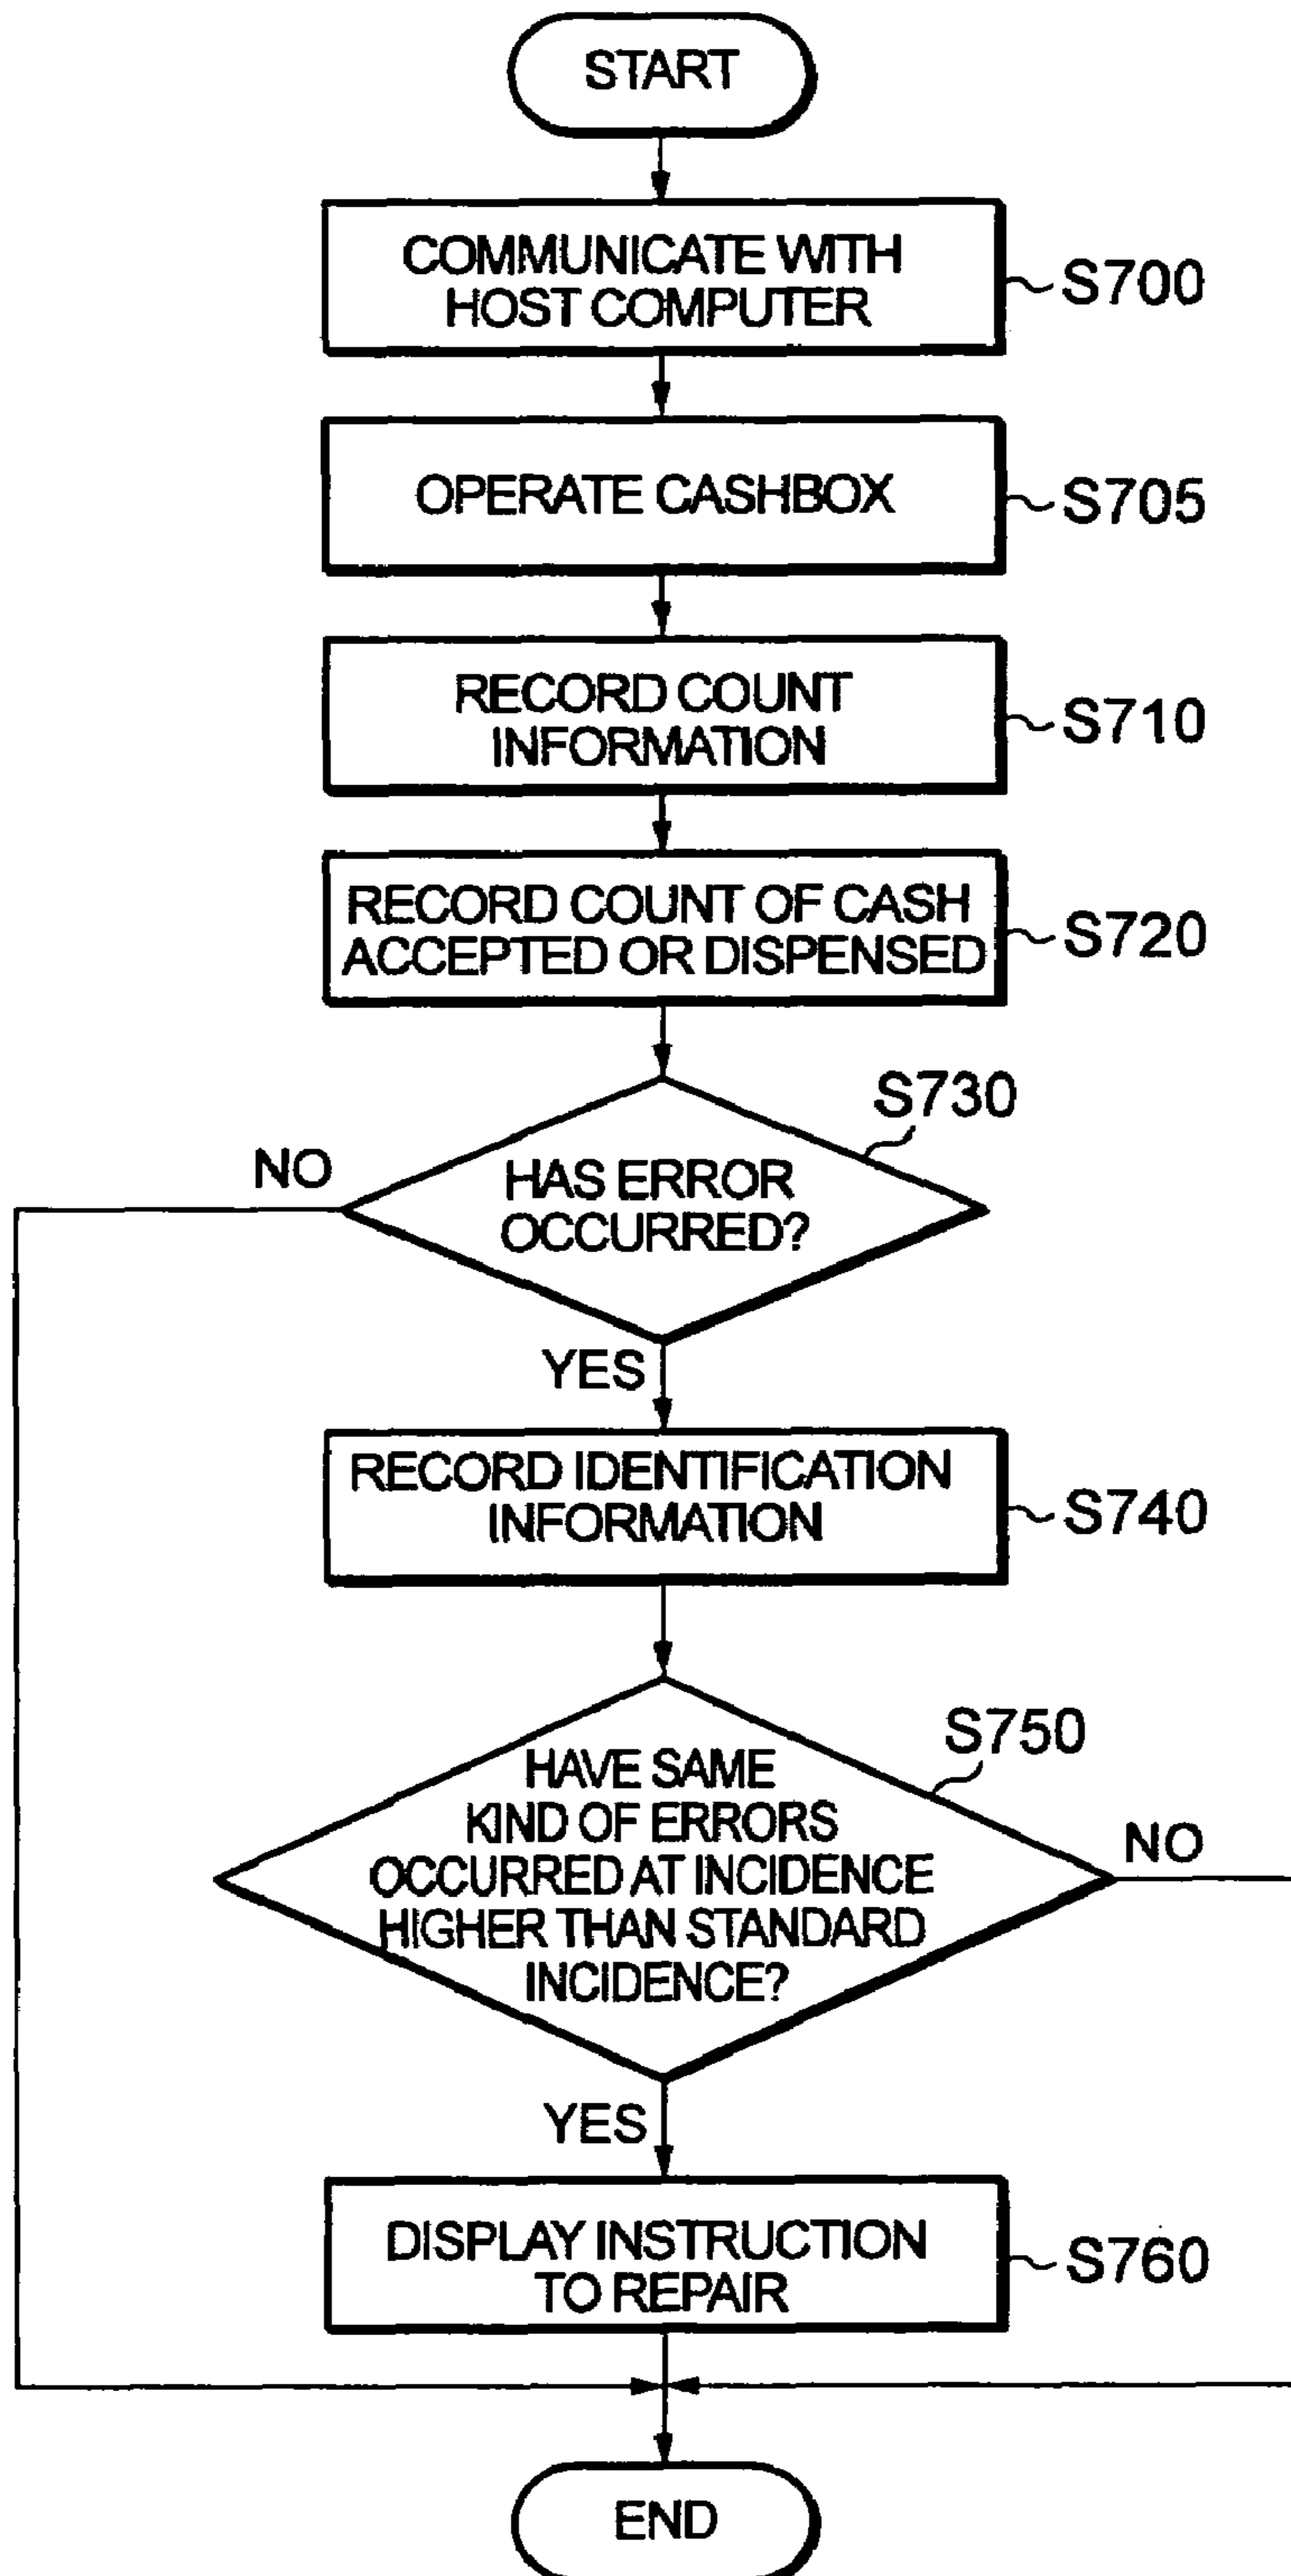 START
COMMUNICATE WITH
HOST COMPUTER
S700
OPERATE CASHBOX
S705
RECORD COUNT
INFORMATION
S710
RECORD COUNT OF CASH
ACCEPTED OR DISPENSED
S720
S730
NO
HAS ERROR
OCCURRED?
YES
RECORD IDENTIFICATION
INFORMATION
S740
S750
HAVE SAME
KIND OF ERRORS
OCCURRED AT INCIDENCE
HIGHER THAN STANDARD
INCIDENCE?
NO
YES
DISPLAY INSTRUCTION
TO REPAIR
S760
END